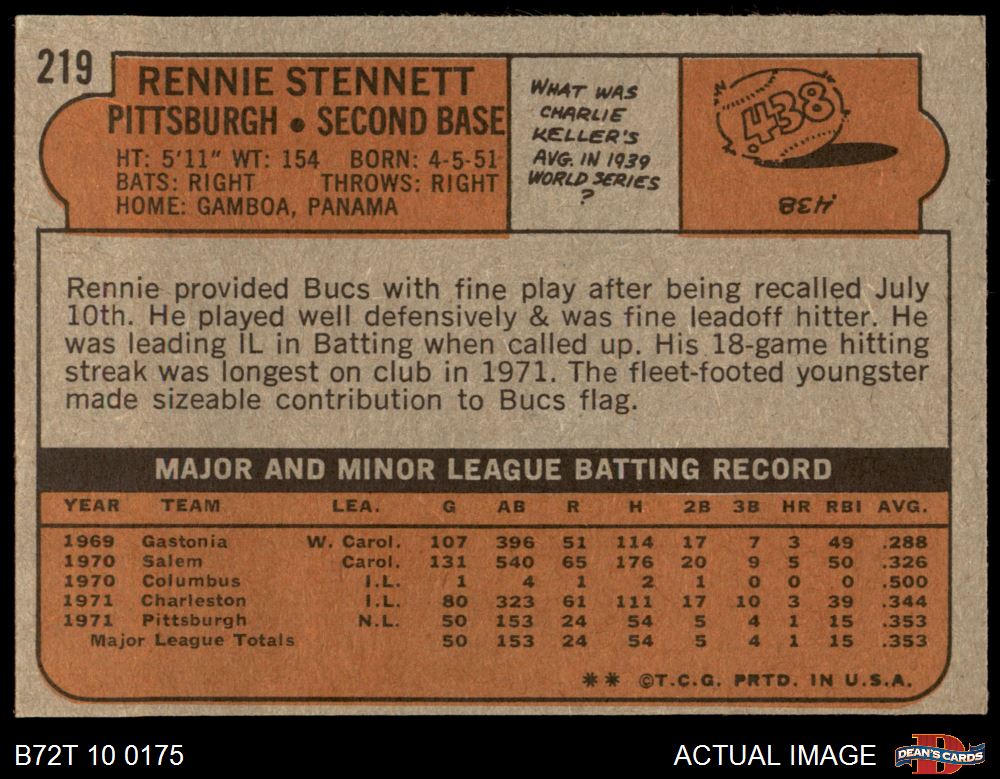 219
RENNIE STENNETT
PITTSBURGH • SECOND BASE
HT: 5'11" WT: 154 BORN: 4-5-51
BATS: RIGHT THROWS: RIGHT
HOME: GAMBOA, PANAMA
WHAT WAS
CHARLIE
KELLER'S
AVG. IN 1939
WORLD SERIES
?
.438
.438
Rennie provided Bucs with fine play after being recalled July
10th. He played well defensively & was fine leadoff hitter. He
was leading IL in Batting when called up. His 18-game hitting
streak was longest on club in 1971. The fleet-footed youngster
made sizeable contribution to Bucs flag.
MAJOR AND MINOR LEAGUE BATTING RECORD
YEAR TEAM LEA. G AB R H 2B 3B HR RBI AVG.
1969 Gastonia W. Carol. 107 396 51 114 17 7 3 49 .288
1970 Salem Carol. 131 540 65 176 20 9 5 50 .326
1970 Columbus I.L. 1 4 1 2 1 0 0 0 .500
1971 Charleston I.L. 80 323 61 111 17 10 3 39 .344
1971 Pittsburgh N.L. 50 153 24 54 5 4 1 15 .353
Major League Totals 50 153 24 54 5 4 1 15 .353
** ©T.C.G. PRTD. IN U.S.A.
B72T 10 0175
ACTUAL IMAGE
DEAN'S CARDS